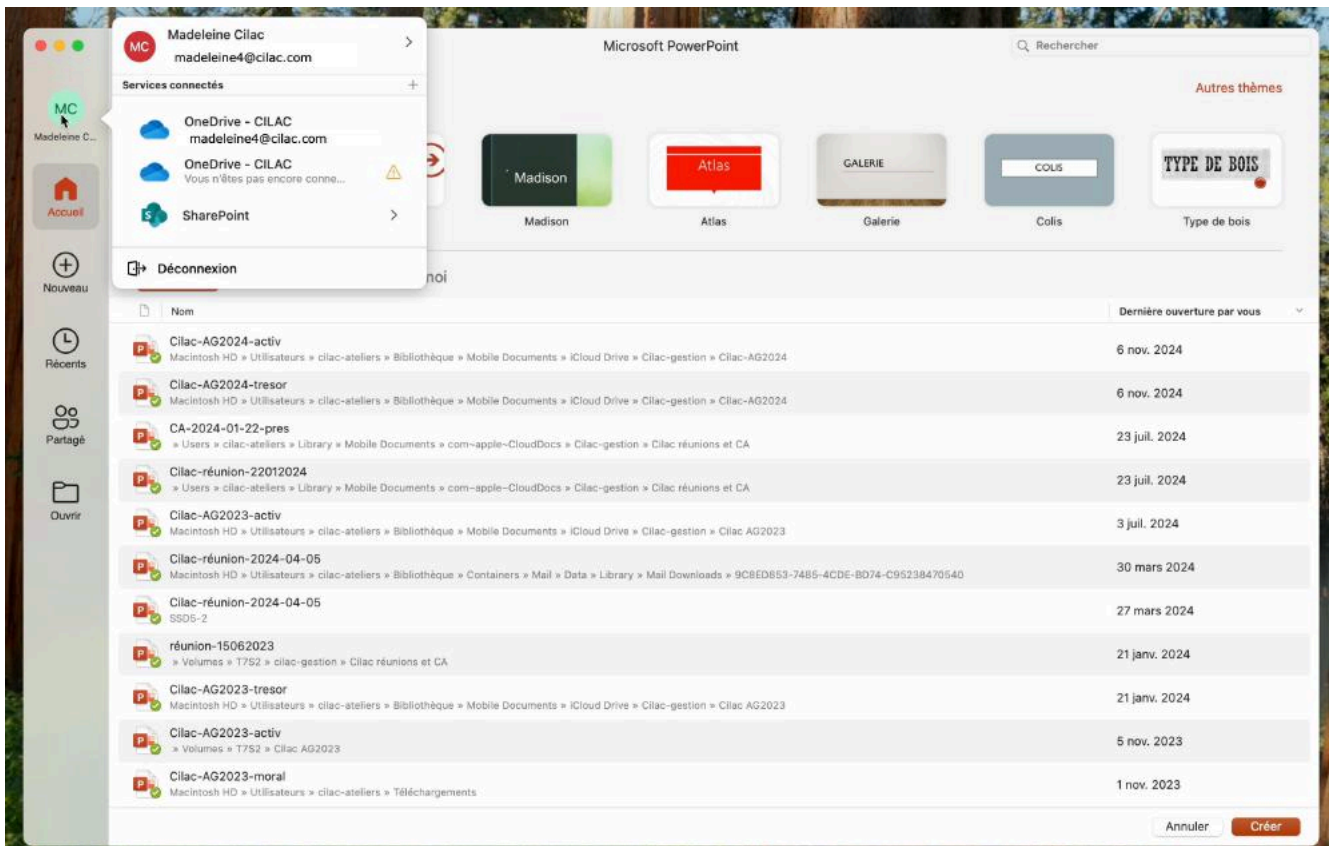 MC
Madeleine Cilac
madeleine4@cilac.com
Services connectés
OneDrive - CILAC
madeleine4@cilac.com
OneDrive - CILAC
Vous n'êtes pas encore conne...
SharePoint
Déconnexion
Microsoft PowerPoint
Rechercher
MC
Madeleine C...
Accueil
Nouveau
Récents
Partagé
Ouvrir
Autres thèmes
Madison
Atlas
GALERIE
COLIS
TYPE DE BOIS
Madison
Atlas
Galerie
Colis
Type de bois
moi
Nom
Dernière ouverture par vous
Cilac-AG2024-activ
Macintosh HD » Utilisateurs » cilac-ateliers » Bibliothèque » Mobile Documents » iCloud Drive » Cilac-gestion » Cilac-AG2024
6 nov. 2024
Cilac-AG2024-tresor
Macintosh HD » Utilisateurs » cilac-ateliers » Bibliothèque » Mobile Documents » iCloud Drive » Cilac-gestion » Cilac-AG2024
6 nov. 2024
CA-2024-01-22-pres
» Users » cilac-ateliers » Library » Mobile Documents » com~apple~CloudDocs » Cilac-gestion » Cilac réunions et CA
23 juil. 2024
Cilac-réunion-22012024
» Users » cilac-ateliers » Library » Mobile Documents » com~apple~CloudDocs » Cilac-gestion » Cilac réunions et CA
23 juil. 2024
Cilac-AG2023-activ
Macintosh HD » Utilisateurs » cilac-ateliers » Bibliothèque » Mobile Documents » iCloud Drive » Cilac-gestion » Cilac AG2023
3 juil. 2024
Cilac-réunion-2024-04-05
Macintosh HD » Utilisateurs » cilac-ateliers » Bibliothèque » Containers » Mail » Data » Library » Mail Downloads » 9C8ED853-7485-4CDE-BD74-C95238470540
30 mars 2024
Cilac-réunion-2024-04-05
SSD5-2
27 mars 2024
réunion-15062023
» Volumes » T7S2 » cilac-gestion » Cilac réunions et CA
21 janv. 2024
Cilac-AG2023-tresor
Macintosh HD » Utilisateurs » cilac-ateliers » Bibliothèque » Mobile Documents » iCloud Drive » Cilac-gestion » Cilac AG2023
21 janv. 2024
Cilac-AG2023-activ
» Volumes » T7S2 » Cilac AG2023
5 nov. 2023
Cilac-AG2023-moral
Macintosh HD » Utilisateurs » cilac-ateliers » Téléchargements
1 nov. 2023
Annuler
Créer